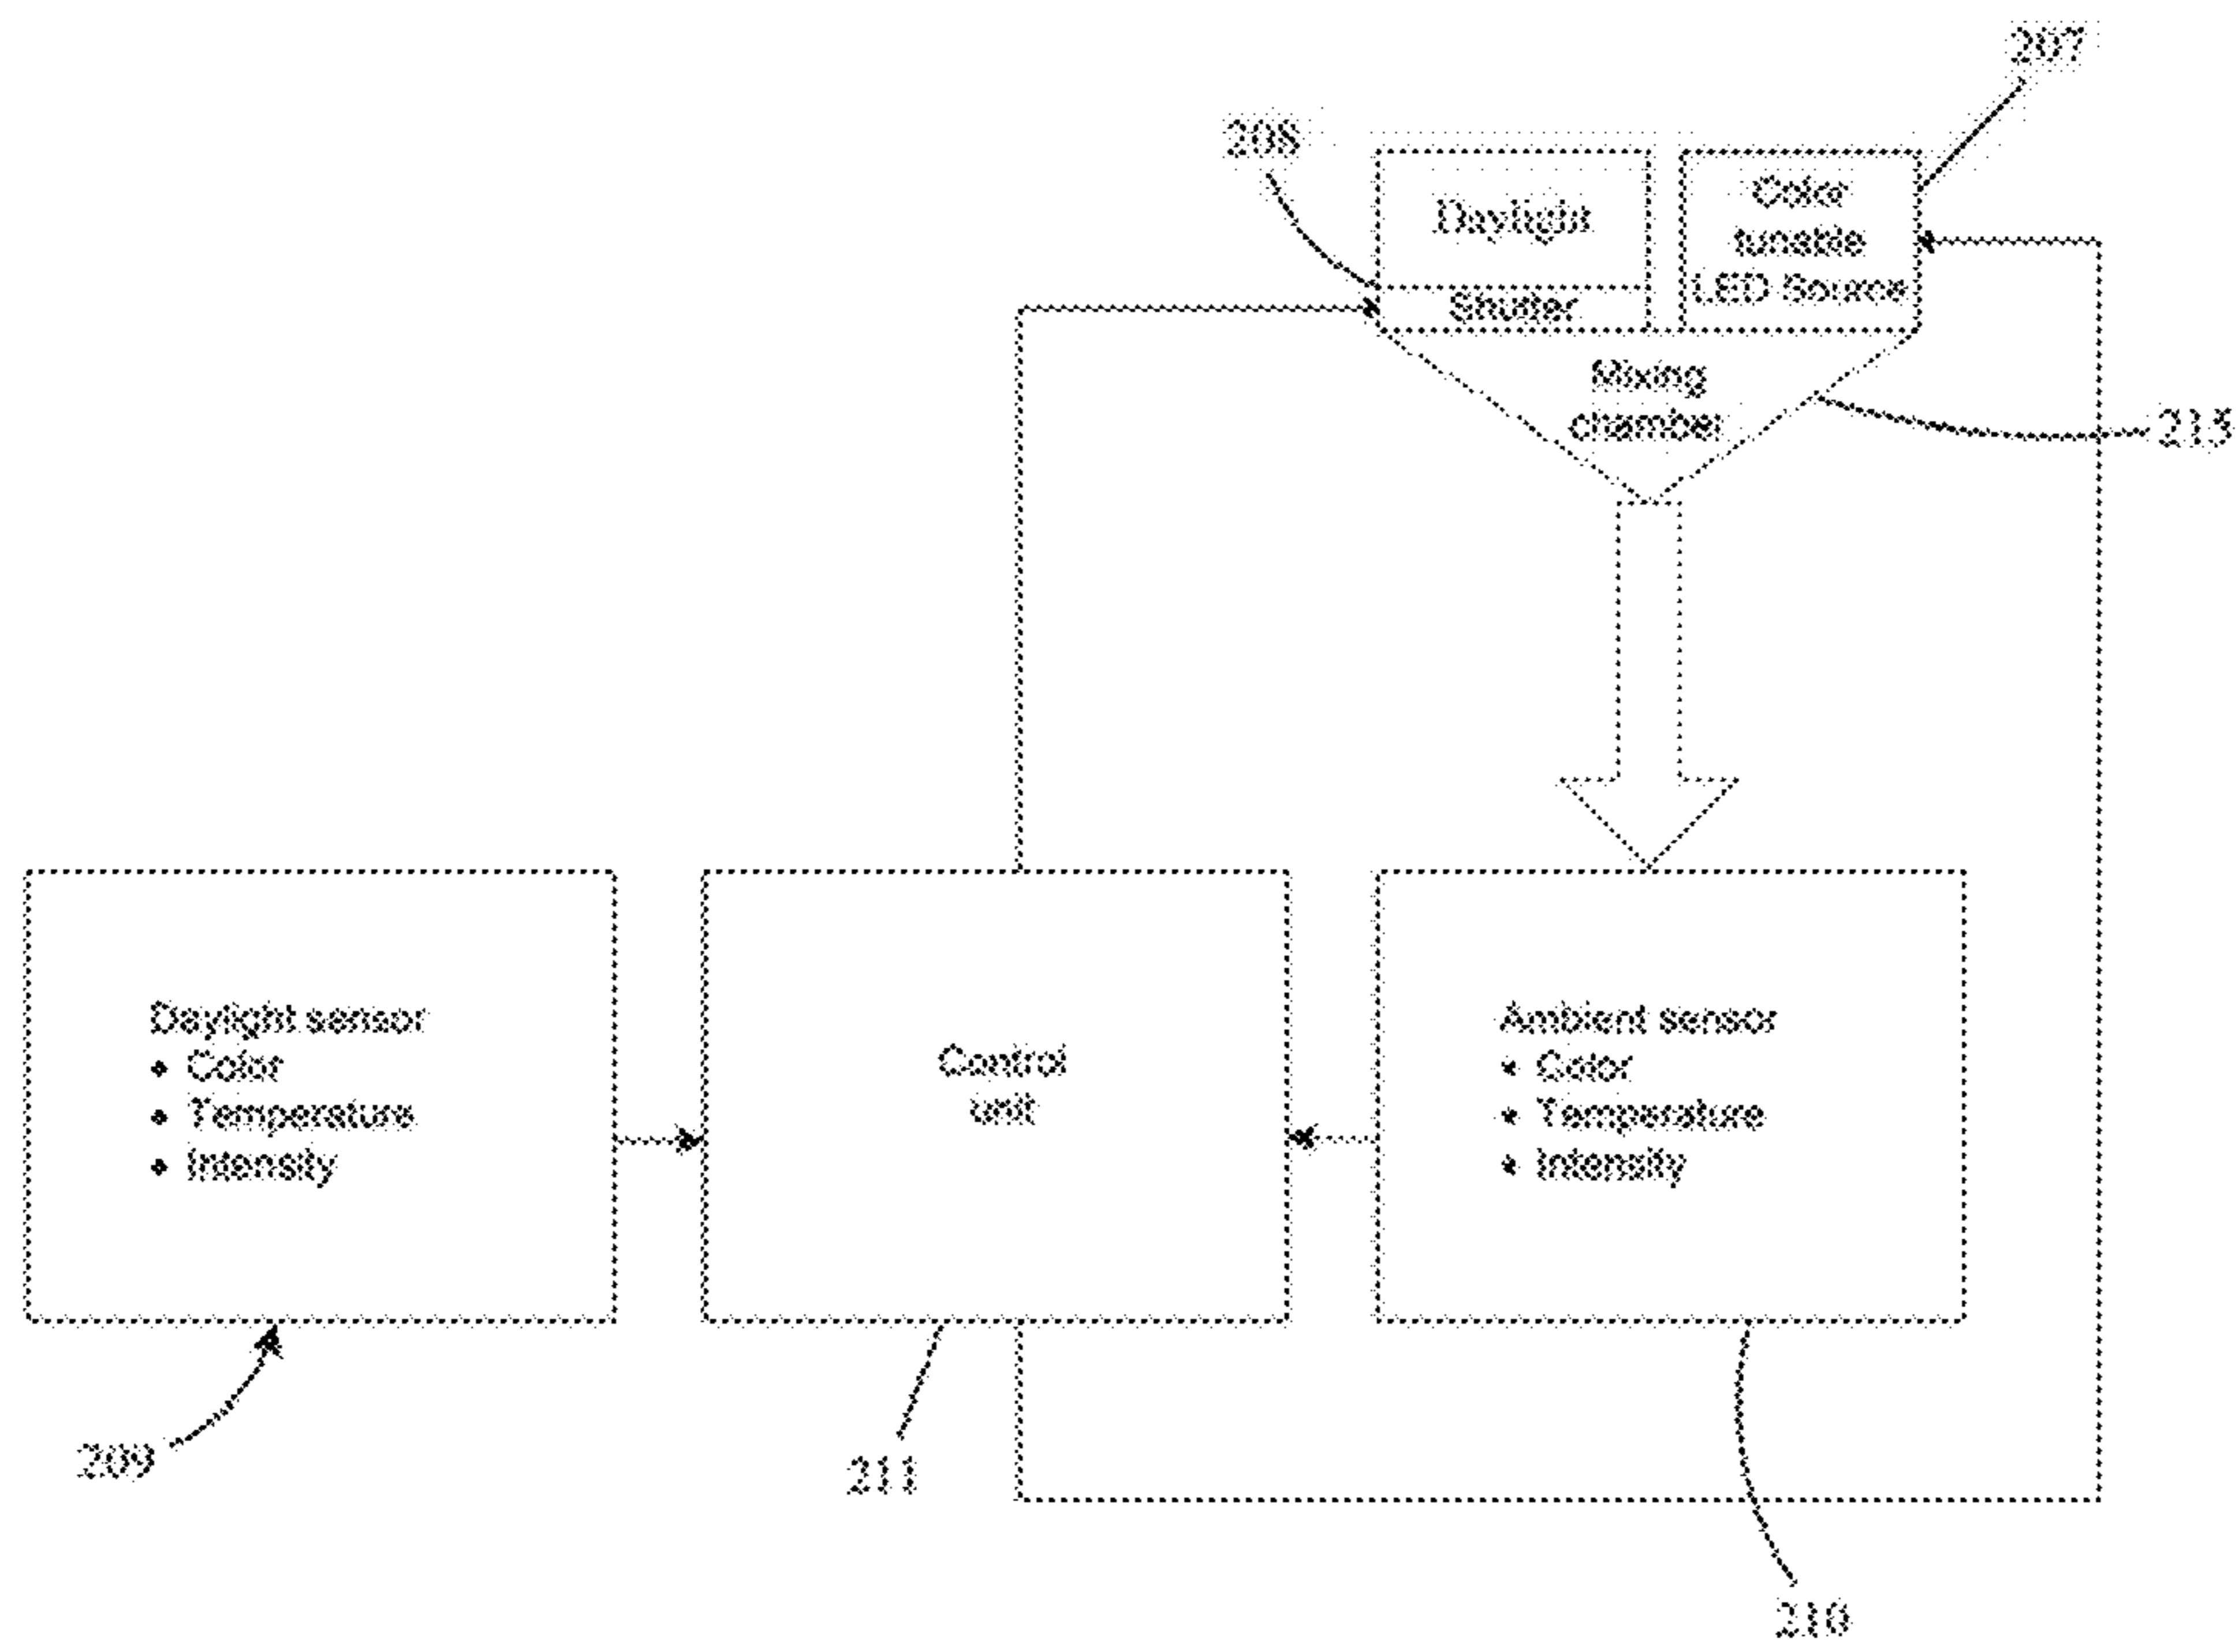 207
208
Daylight
Color
tunable
LED Source
Shutter
Mixing
chamber
213
Daylight sensor
• Color
• Temperature
• Intensity
Control
unit
Ambient sensor
• Color
• Temperature
• Intensity
209
211
210